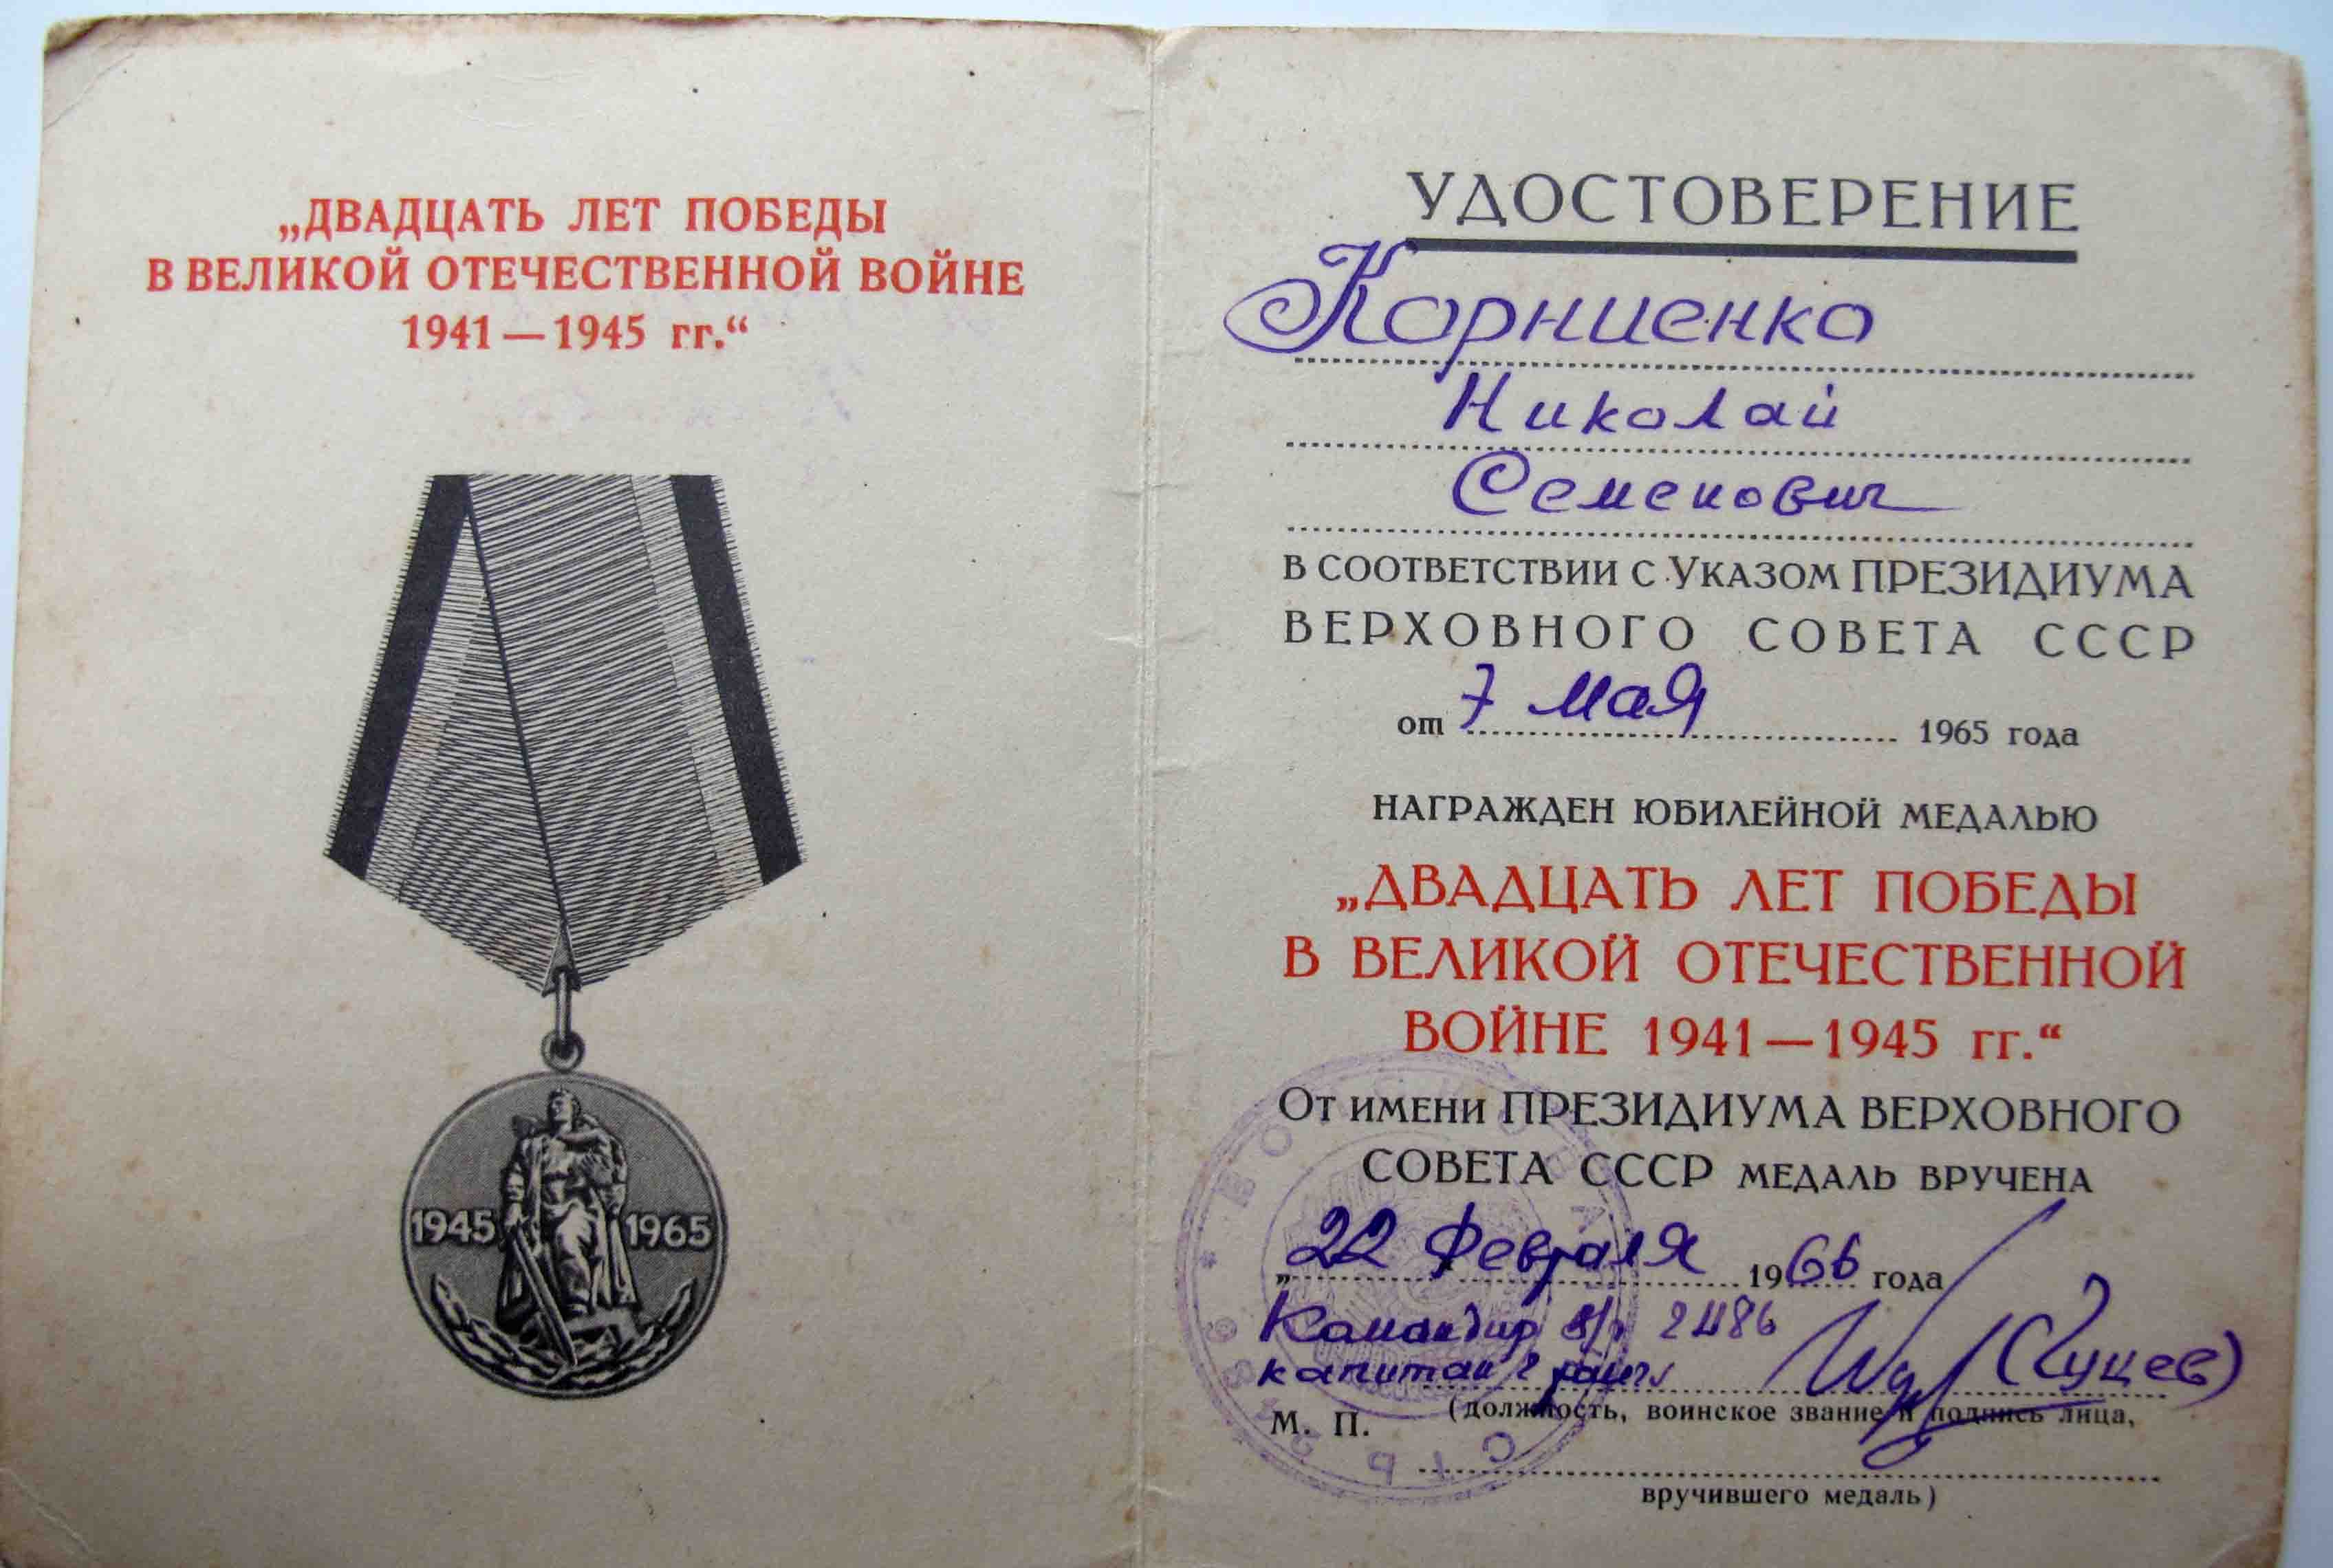 „ДВАДЦАТЬ ЛЕТ ПОБЕДЫ
В ВЕЛИКОЙ ОТЕЧЕСТВЕННОЙ ВОЙНЕ
1941—1945 гг.“
1945 1965
УДОСТОВЕРЕНИЕ
Корниенко
Николай
Семенович
В СООТВЕТСТВИИ С УКАЗОМ ПРЕЗИДИУМА
ВЕРХОВНОГО СОВЕТА СССР
от 7 мая 1965 года
НАГРАЖДЕН ЮБИЛЕЙНОЙ МЕДАЛЬЮ
„ДВАДЦАТЬ ЛЕТ ПОБЕДЫ
В ВЕЛИКОЙ ОТЕЧЕСТВЕННОЙ
ВОЙНЕ 1941—1945 гг.“
ОТ ИМЕНИ ПРЕЗИДИУМА ВЕРХОВНОГО
СОВЕТА СССР МЕДАЛЬ ВРУЧЕНА
„22 февраля 1966 года
Командир в/ч
капитан 2 ранга
М. П. (должность, воинское звание и подпись лица,
вручившего медаль)